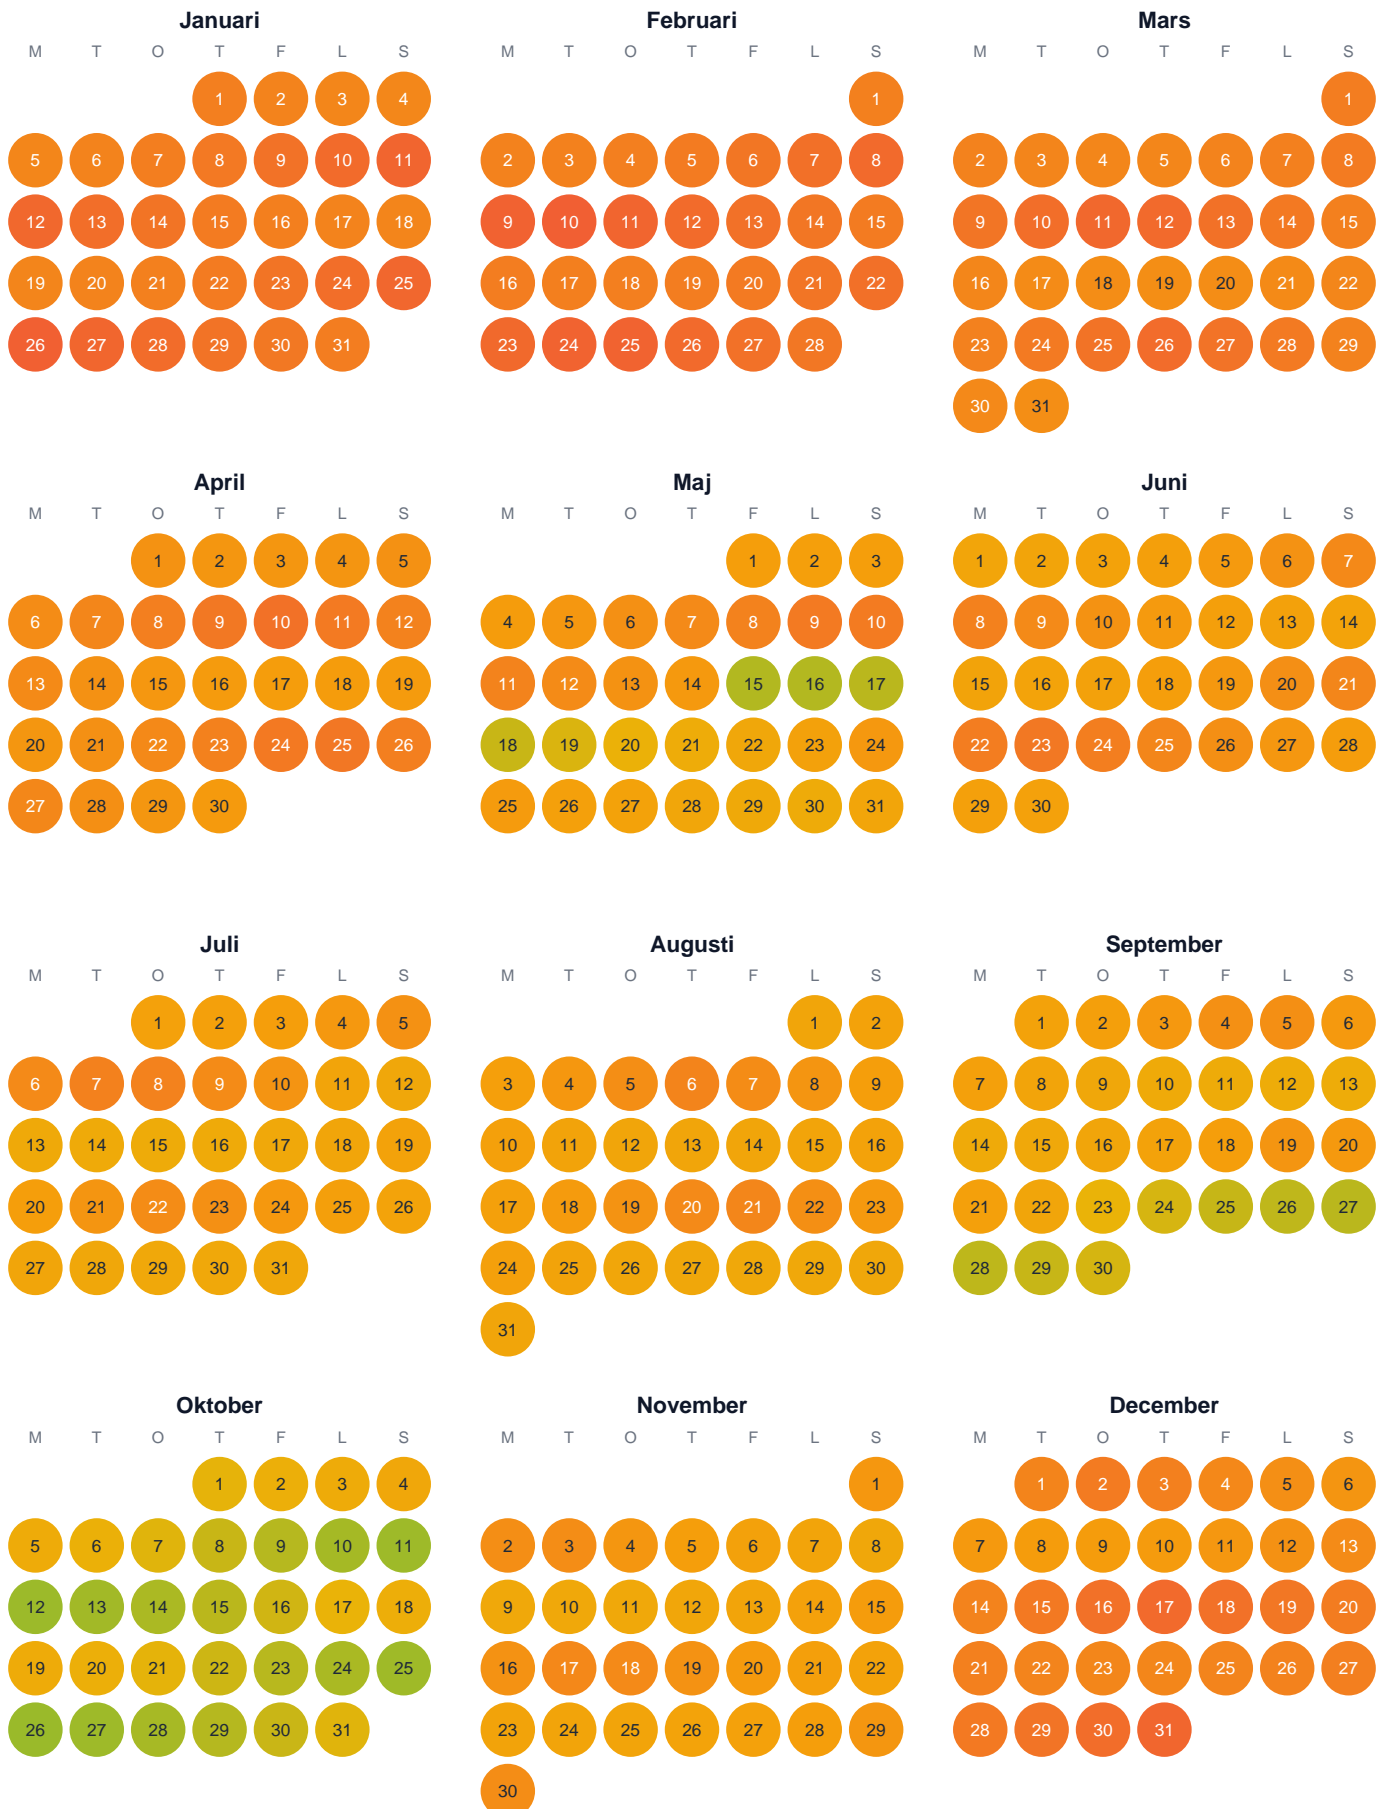 Januari Februari Mars
M T O T F L S M T O T F L S M T O T F L S
1 2 3 4 1 1
5 6 7 8 9 10 11 2 3 4 5 6 7 8 2 3 4 5 6 7 8
12 13 14 15 16 17 18 9 10 11 12 13 14 15 9 10 11 12 13 14 15
19 20 21 22 23 24 25 16 17 18 19 20 21 22 16 17 18 19 20 21 22
26 27 28 29 30 31 23 24 25 26 27 28 23 24 25 26 27 28 29
30 31
April Maj Juni
M T O T F L S M T O T F L S M T O T F L S
1 2 3 4 5 1 2 3 1 2 3 4 5 6 7
6 7 8 9 10 11 12 4 5 6 7 8 9 10 8 9 10 11 12 13 14
13 14 15 16 17 18 19 11 12 13 14 15 16 17 15 16 17 18 19 20 21
20 21 22 23 24 25 26 18 19 20 21 22 23 24 22 23 24 25 26 27 28
27 28 29 30 25 26 27 28 29 30 31 29 30
Juli Augusti September
M T O T F L S M T O T F L S M T O T F L S
1 2 3 4 5 1 2 1 2 3 4 5 6
6 7 8 9 10 11 12 3 4 5 6 7 8 9 7 8 9 10 11 12 13
13 14 15 16 17 18 19 10 11 12 13 14 15 16 14 15 16 17 18 19 20
20 21 22 23 24 25 26 17 18 19 20 21 22 23 21 22 23 24 25 26 27
27 28 29 30 31 24 25 26 27 28 29 30 28 29 30
31
Oktober November December
M T O T F L S M T O T F L S M T O T F L S
1 2 3 4 1 1 2 3 4 5 6
5 6 7 8 9 10 11 2 3 4 5 6 7 8 7 8 9 10 11 12 13
12 13 14 15 16 17 18 9 10 11 12 13 14 15 14 15 16 17 18 19 20
19 20 21 22 23 24 25 16 17 18 19 20 21 22 21 22 23 24 25 26 27
26 27 28 29 30 31 23 24 25 26 27 28 29 28 29 30 31
30